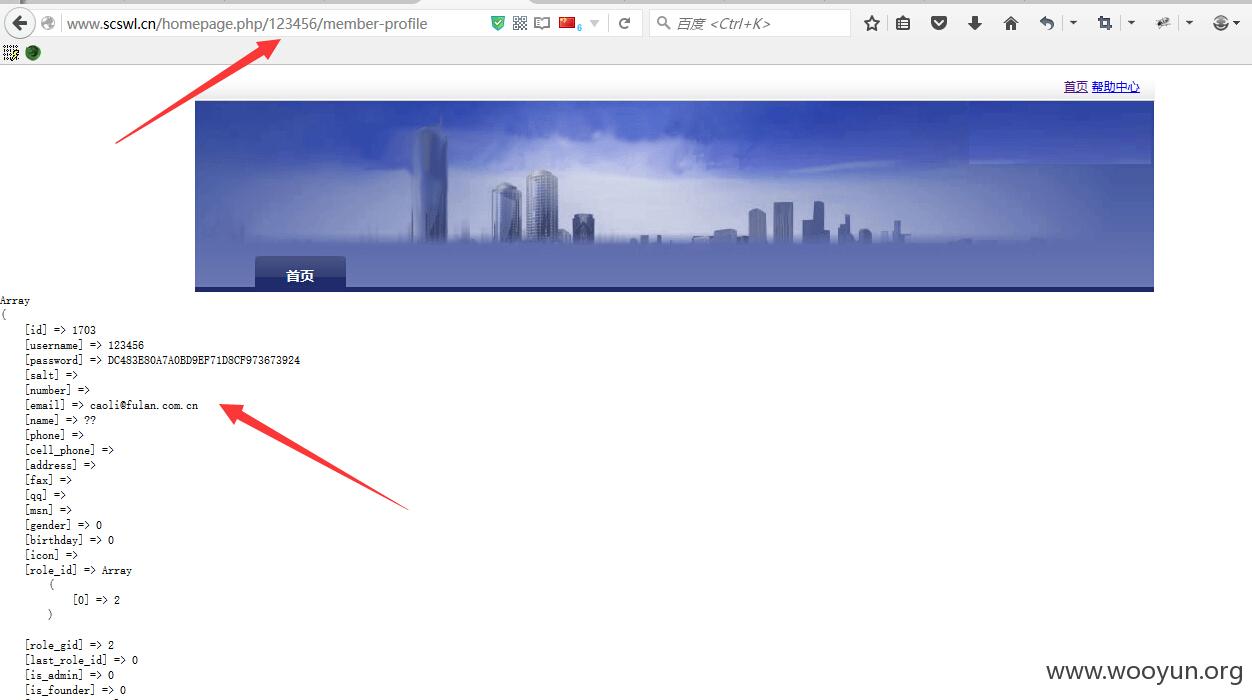 www.scswl.cn/homepage.php/123456/member-profile
6
百度 <Ctrl+K>
首页 帮助中心
首页
Array
(
[id] => 1703
[username] => 123456
[password] => DC483E80A7A0BD9EF71D8CF973673924
[salt] =>
[number] =>
[email] => caoli@fulan.com.cn
[name] => ??
[phone] =>
[cell_phone] =>
[address] =>
[fax] =>
[qq] =>
[msn] =>
[gender] => 0
[birthday] => 0
[icon] =>
[role_id] => Array
(
[0] => 2
)
[role_gid] => 2
[last_role_id] => 0
[is_admin] => 0
[is_founder] => 0
www.wooyun.org